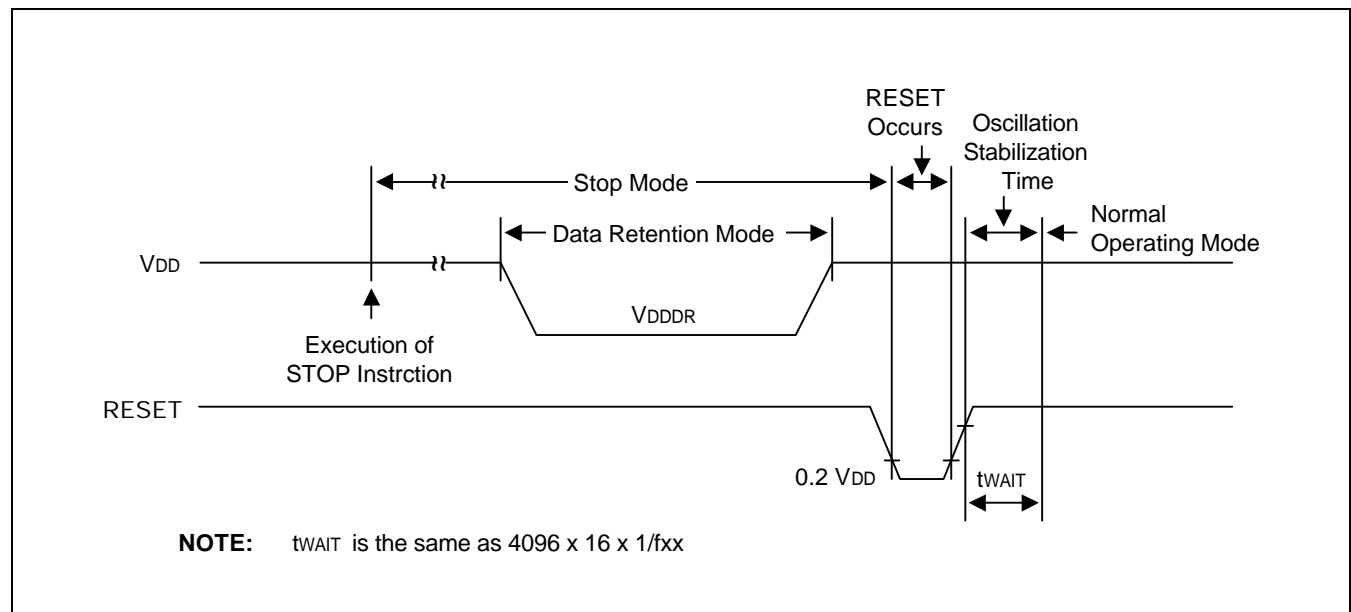 RESET
Occurs
Oscillation
Stabilization
Time
Stop Mode
Normal
Operating Mode
Data Retention Mode
VDD
VDDDR
Execution of
STOP Instrction
RESET
0.2 VDD
tWAIT
NOTE: tWAIT is the same as 4096 x 16 x 1/fxx